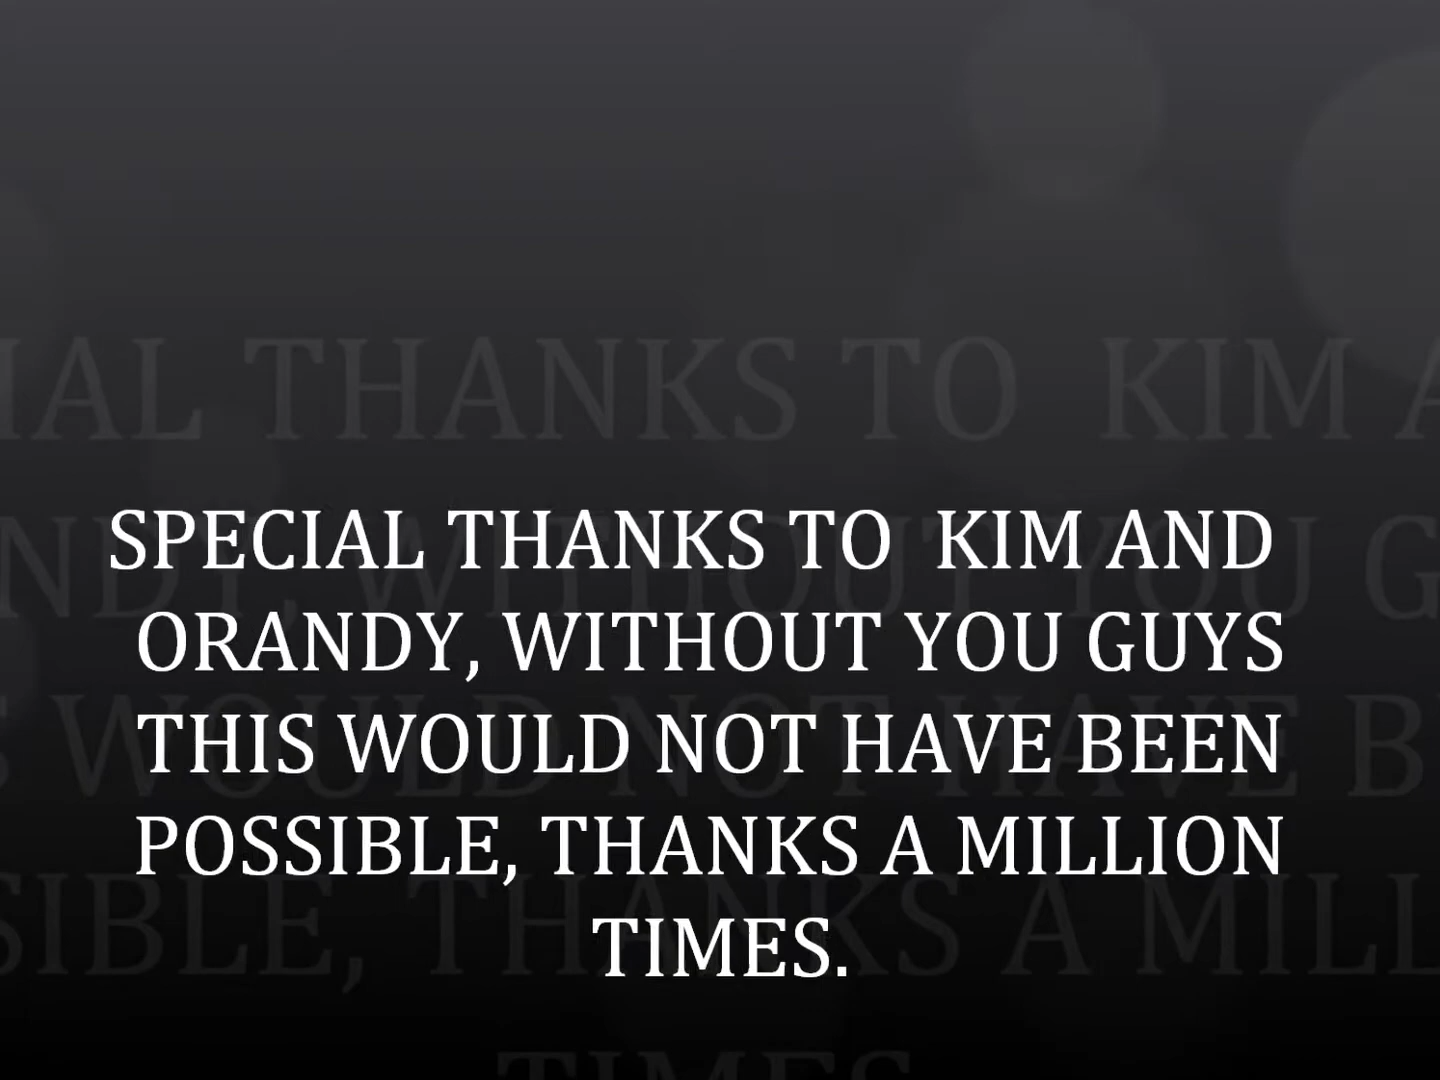 SPECIAL THANKS TO  KIM AND
ORANDY, WITHOUT YOU GUYS
THIS WOULD NOT HAVE BEEN
POSSIBLE, THANKS A MILLION
TIMES.